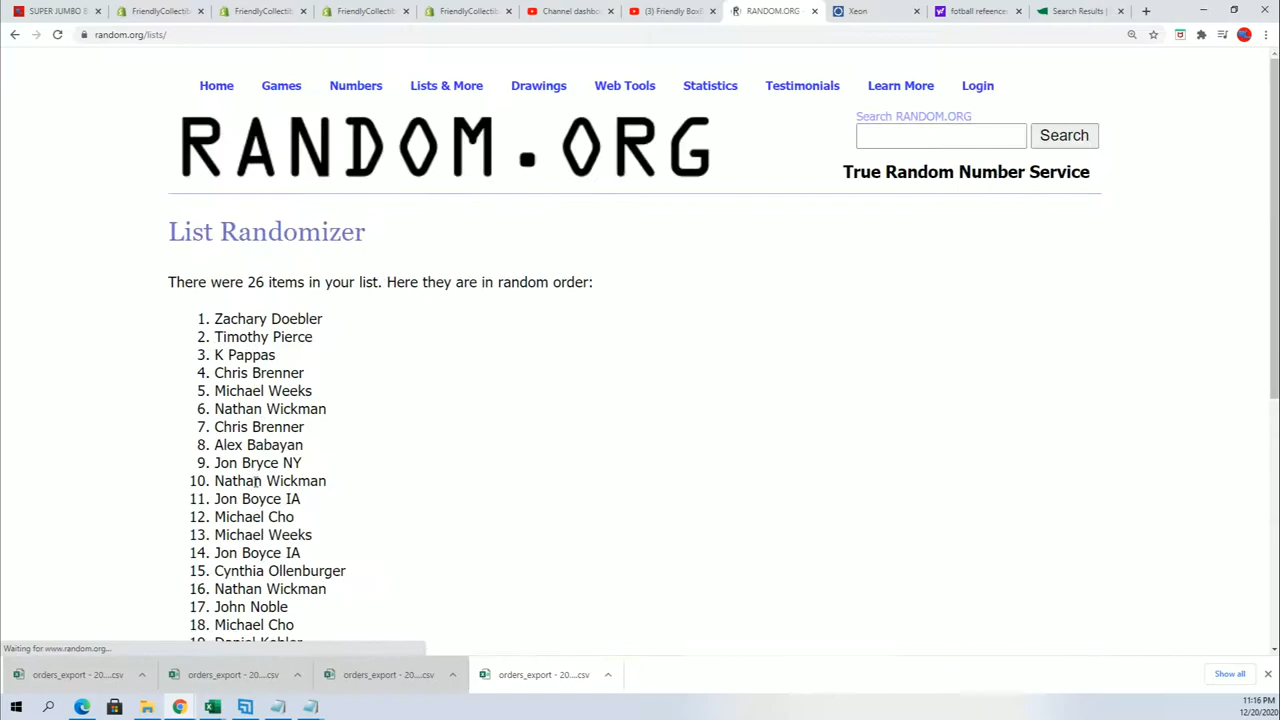 SUPER JUMBO B
FriendlyCollectib
FriendlyCollectib
FriendlyCollectib
FriendlyCollectib
Channel dashbo
(3) Friendly Box
RANDOM.ORG
Xeon
fotball refeence
Search Results |
random.org/lists/
Home Games Numbers Lists & More Drawings Web Tools Statistics Testimonials Learn More Login
RANDOM.ORG
Search RANDOM.ORG
Search
True Random Number Service
List Randomizer
There were 26 items in your list. Here they are in random order:
1. Zachary Doebler
2. Timothy Pierce
3. K Pappas
4. Chris Brenner
5. Michael Weeks
6. Nathan Wickman
7. Chris Brenner
8. Alex Babayan
9. Jon Bryce NY
10. Nathan Wickman
11. Jon Boyce IA
12. Michael Cho
13. Michael Weeks
14. Jon Boyce IA
15. Cynthia Ollenburger
16. Nathan Wickman
17. John Noble
18. Michael Cho
19. Daniel Kohler
Waiting for www.random.org...
orders_export - 20....csv
orders_export - 20....csv
orders_export - 20....csv
orders_export - 20....csv
Show all
11:16 PM
12/20/2020